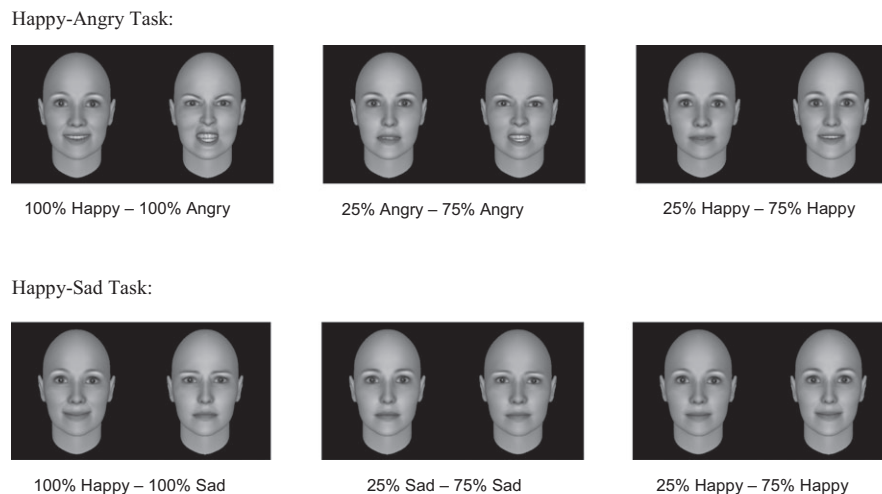 Happy-Angry Task:
100% Happy – 100% Angry
25% Angry – 75% Angry
25% Happy – 75% Happy
Happy-Sad Task:
100% Happy – 100% Sad
25% Sad – 75% Sad
25% Happy – 75% Happy